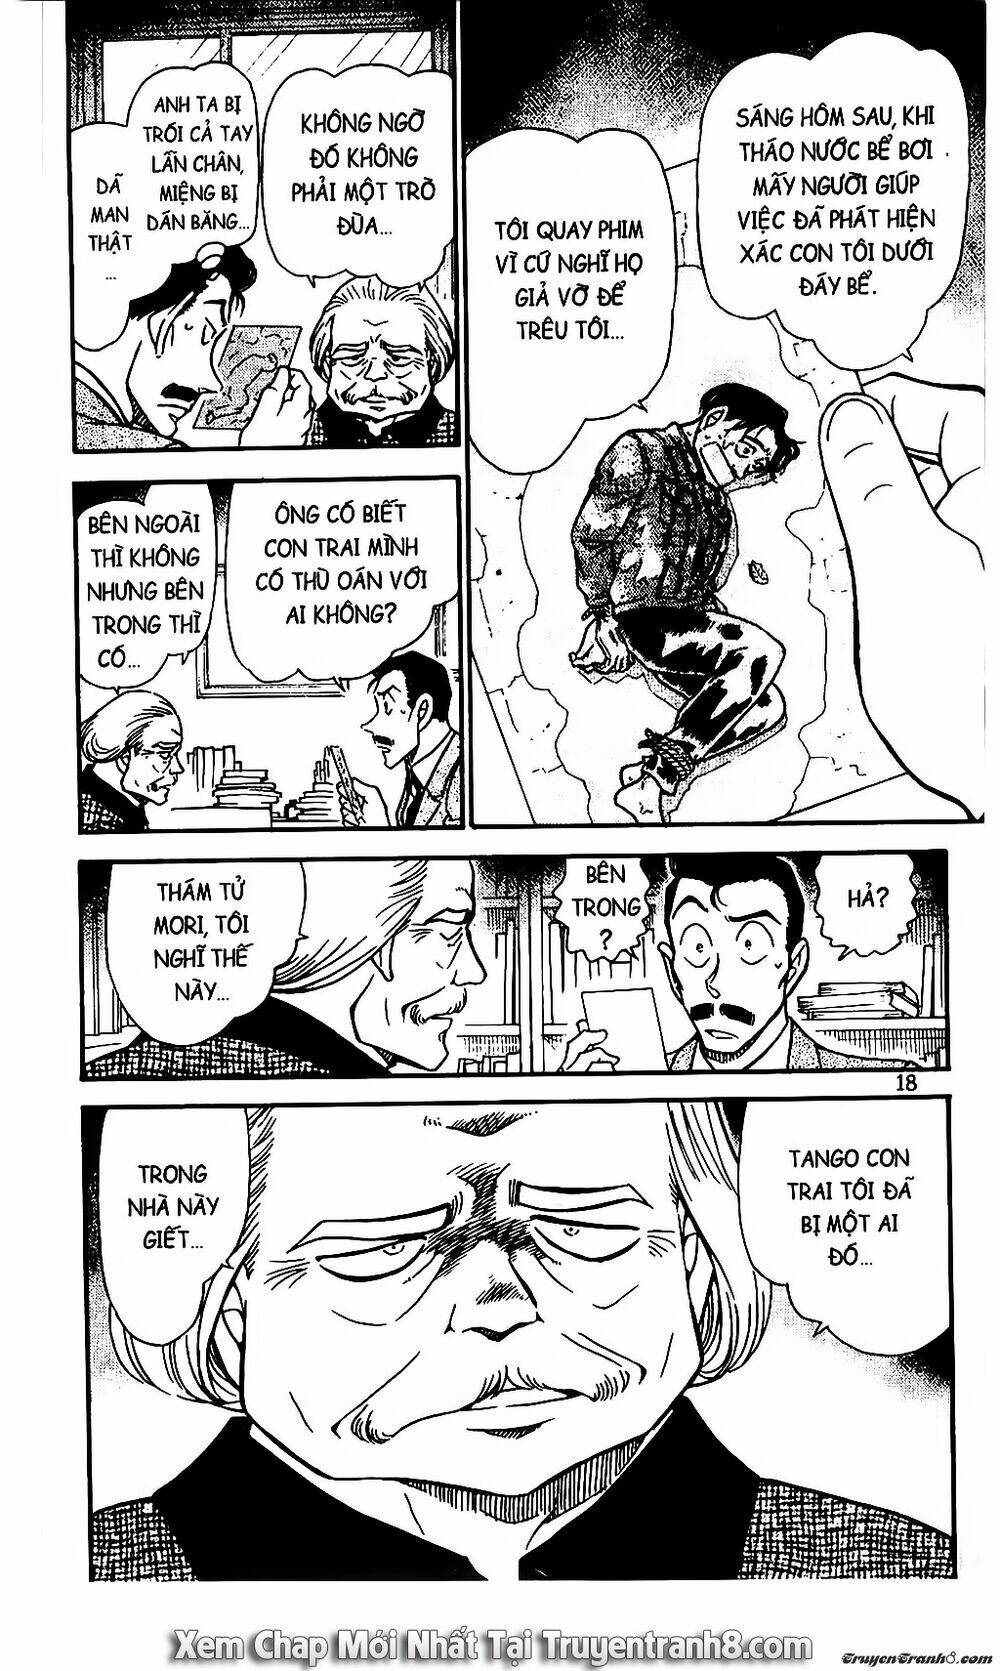 SÁNG HÔM SAU, KHI
THÁO NƯỚC BỂ BƠI
MẤY NGƯỜI GIÚP
VIỆC ĐÃ PHÁT HIỆN
XÁC CON TÔI DƯỚI
ĐÁY BỂ.
TÔI QUAY PHIM
VÌ CỨ NGHĨ HỌ
GIẢ VỜ ĐỂ
TRÊU TÔI...
KHÔNG NGỜ
ĐÓ KHÔNG
PHẢI MỘT TRÒ
ĐÙA...
ANH TA BỊ
TRÓI CẢ TAY
LẪN CHÂN,
MIỆNG BỊ
DÁN BĂNG...
DÃ
MAN
THẬT
...
ÔNG CÓ BIẾT
CON TRAI MÌNH
CÓ THÙ OÁN VỚI
AI KHÔNG?
BÊN NGOÀI
THÌ KHÔNG
NHƯNG BÊN
TRONG THÌ
CÓ...
HẢ?
BÊN
TRONG
?
THÁM TỬ
MORI, TÔI
NGHĨ THẾ
NÀY...
18
TANGO CON
TRAI TÔI ĐÃ
BỊ MỘT AI
ĐÓ...
TRONG
NHÀ NÀY
GIẾT...
Xem Chap Mới Nhất Tại Truyentranh8.com
TruyenTranh8.com